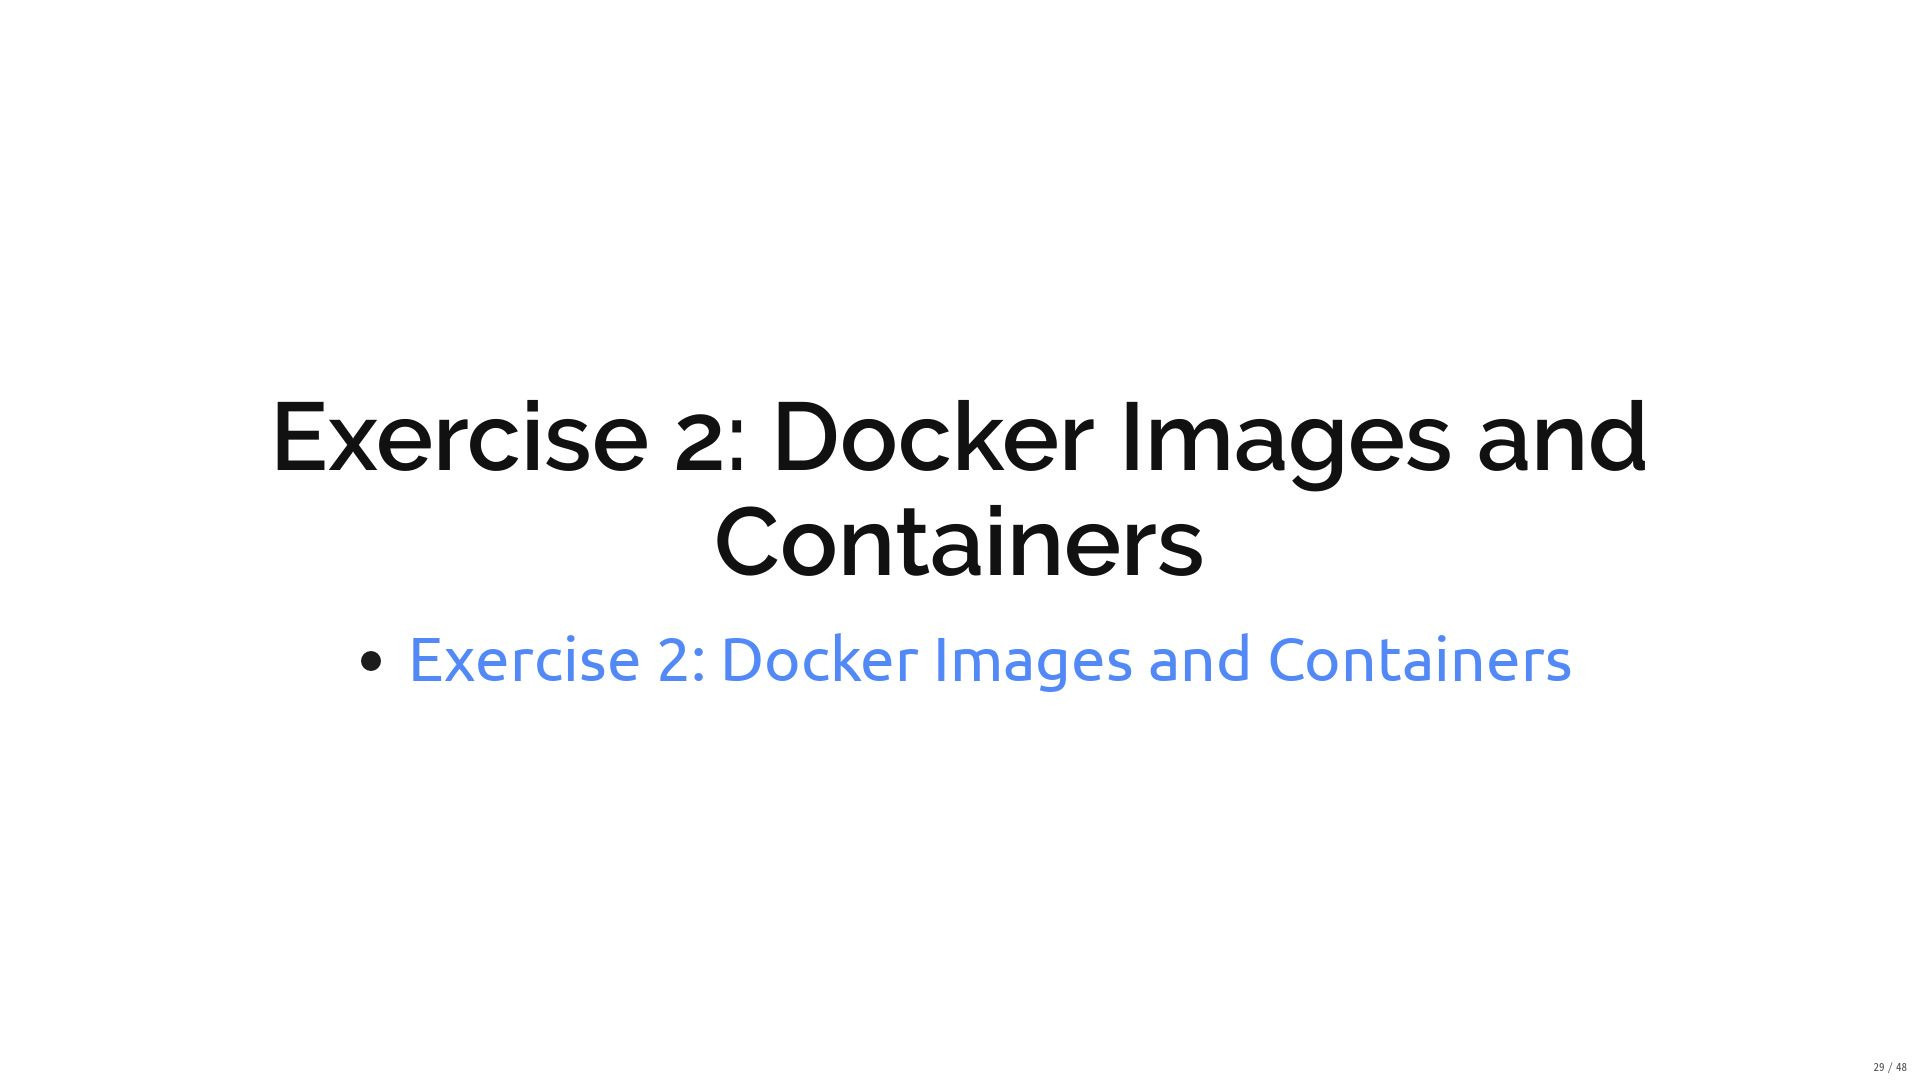 Exercise 2: Docker Images and
Containers
• Exercise 2: Docker Images and Containers
29 / 48